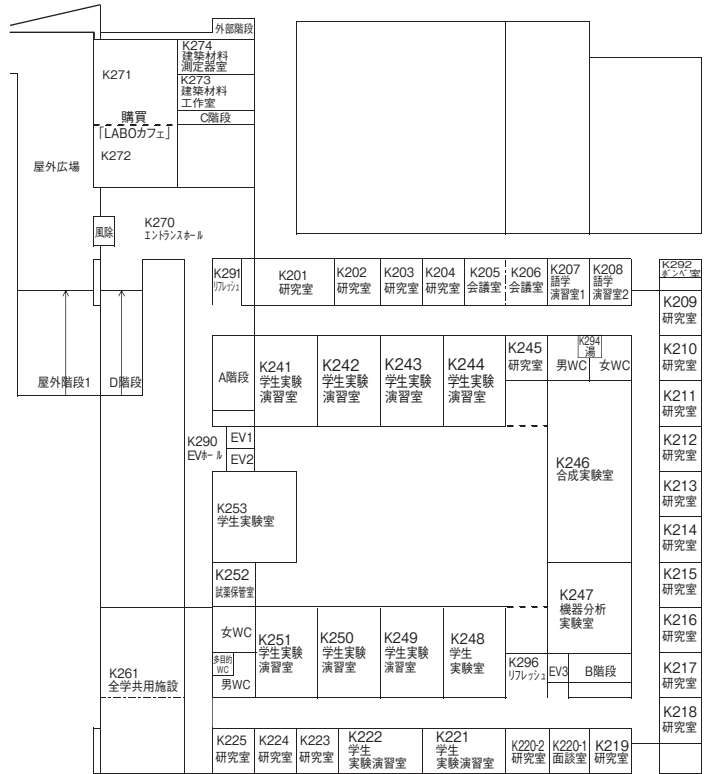 外部階段
K274
建築材料
測定器室
K271
K273
建築材料
工作室
購買
C階段
「LABOカフェ」
K272
屋外広場
風除
K270
エントランスホール
K291
リフレッシュ
K201
研究室
K202
研究室
K203
研究室
K204
研究室
K205
会議室
K206
会議室
K207
語学
演習室1
K208
語学
演習室2
K292
ボンベ室
K209
研究室
屋外階段1
D階段
A階段
K241
学生実験
演習室
K242
学生実験
演習室
K243
学生実験
演習室
K244
学生実験
演習室
K245
研究室
K294
湯
男WC
女WC
K210
研究室
K211
研究室
K290
EVホール
EV1
EV2
K246
合成実験室
K212
研究室
K253
学生実験室
K213
研究室
K214
研究室
K252
試薬保管室
K247
機器分析
実験室
K215
研究室
女WC
多目的
WC
男WC
K251
学生実験
演習室
K250
学生実験
演習室
K249
学生実験
演習室
K248
学生
実験室
K216
研究室
K261
全学共用施設
K296
リフレッシュ
EV3
B階段
K217
研究室
K218
研究室
K225
研究室
K224
研究室
K223
研究室
K222
学生
実験演習室
K221
学生
実験演習室
K220-2
研究室
K220-1
面談室
K219
研究室